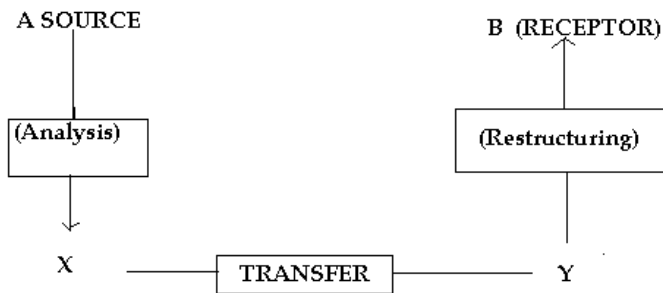 A SOURCE
B (RECEPTOR)
(Analysis)
(Restructuring)
X
TRANSFER
Y